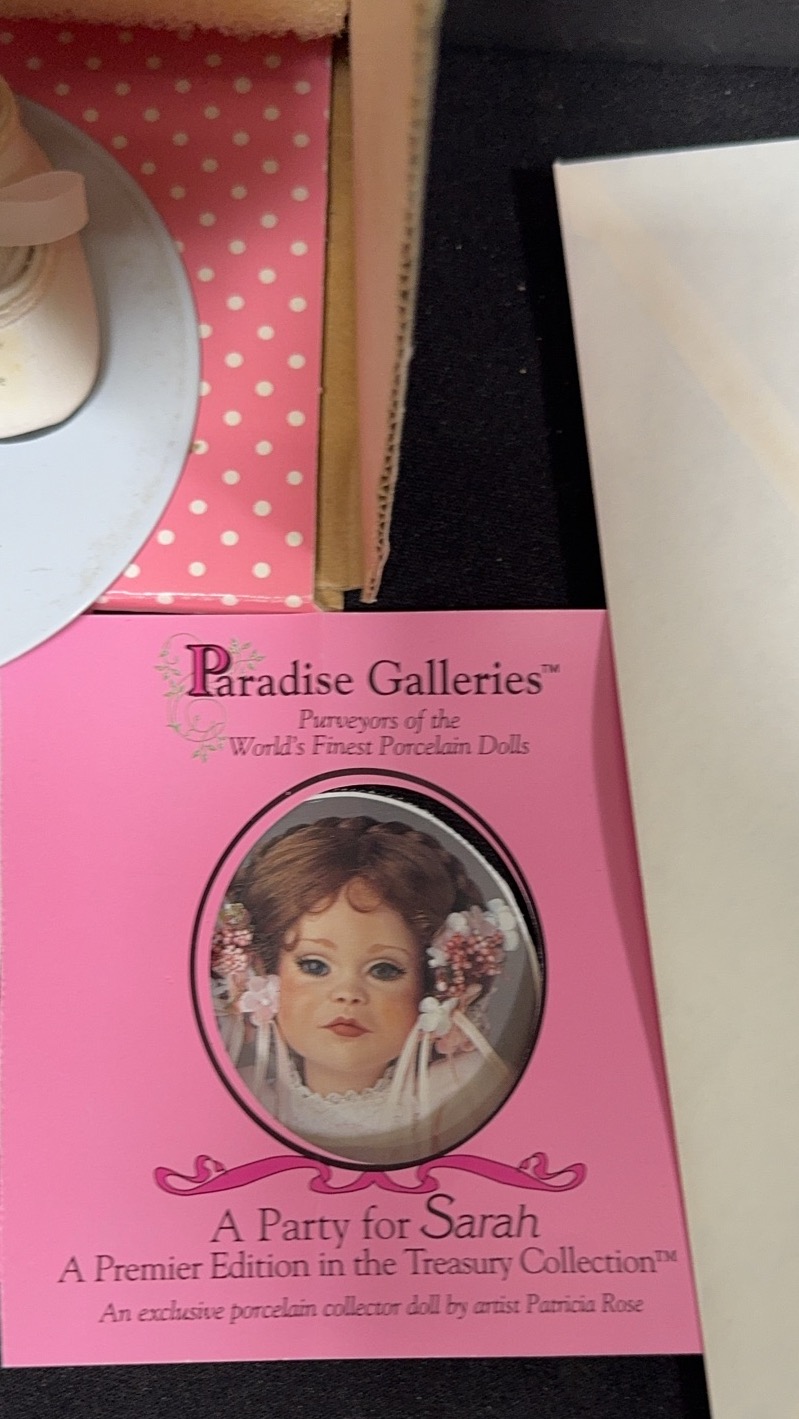 Paradise Galleries™
Purveyors of the
World's Finest Porcelain Dolls
A Party for Sarah
A Premier Edition in the Treasury Collection™
An exclusive porcelain collector doll by artist Patricia Rose